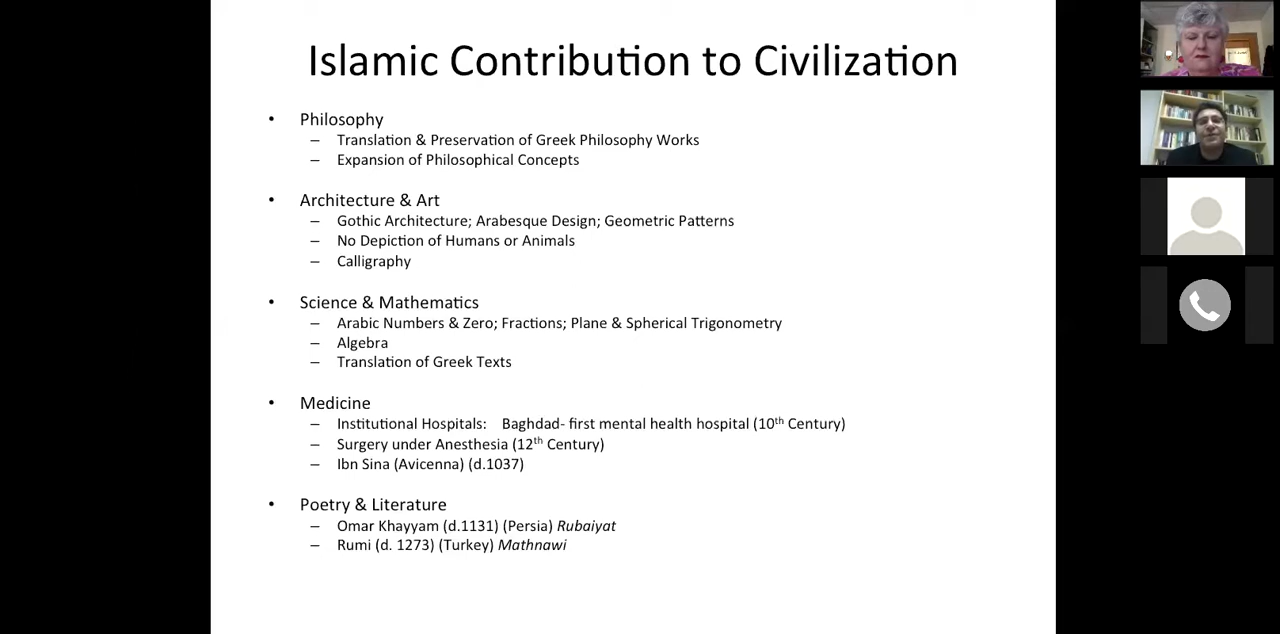 Islamic Contribution to Civilization
• Philosophy
– Translation & Preservation of Greek Philosophy Works
– Expansion of Philosophical Concepts
• Architecture & Art
– Gothic Architecture; Arabesque Design; Geometric Patterns
– No Depiction of Humans or Animals
– Calligraphy
• Science & Mathematics
– Arabic Numbers & Zero; Fractions; Plane & Spherical Trigonometry
– Algebra
– Translation of Greek Texts
• Medicine
– Institutional Hospitals: Baghdad- first mental health hospital (10th Century)
– Surgery under Anesthesia (12th Century)
– Ibn Sina (Avicenna) (d.1037)
• Poetry & Literature
– Omar Khayyam (d.1131) (Persia) Rubaiyat
– Rumi (d. 1273) (Turkey) Mathnawi